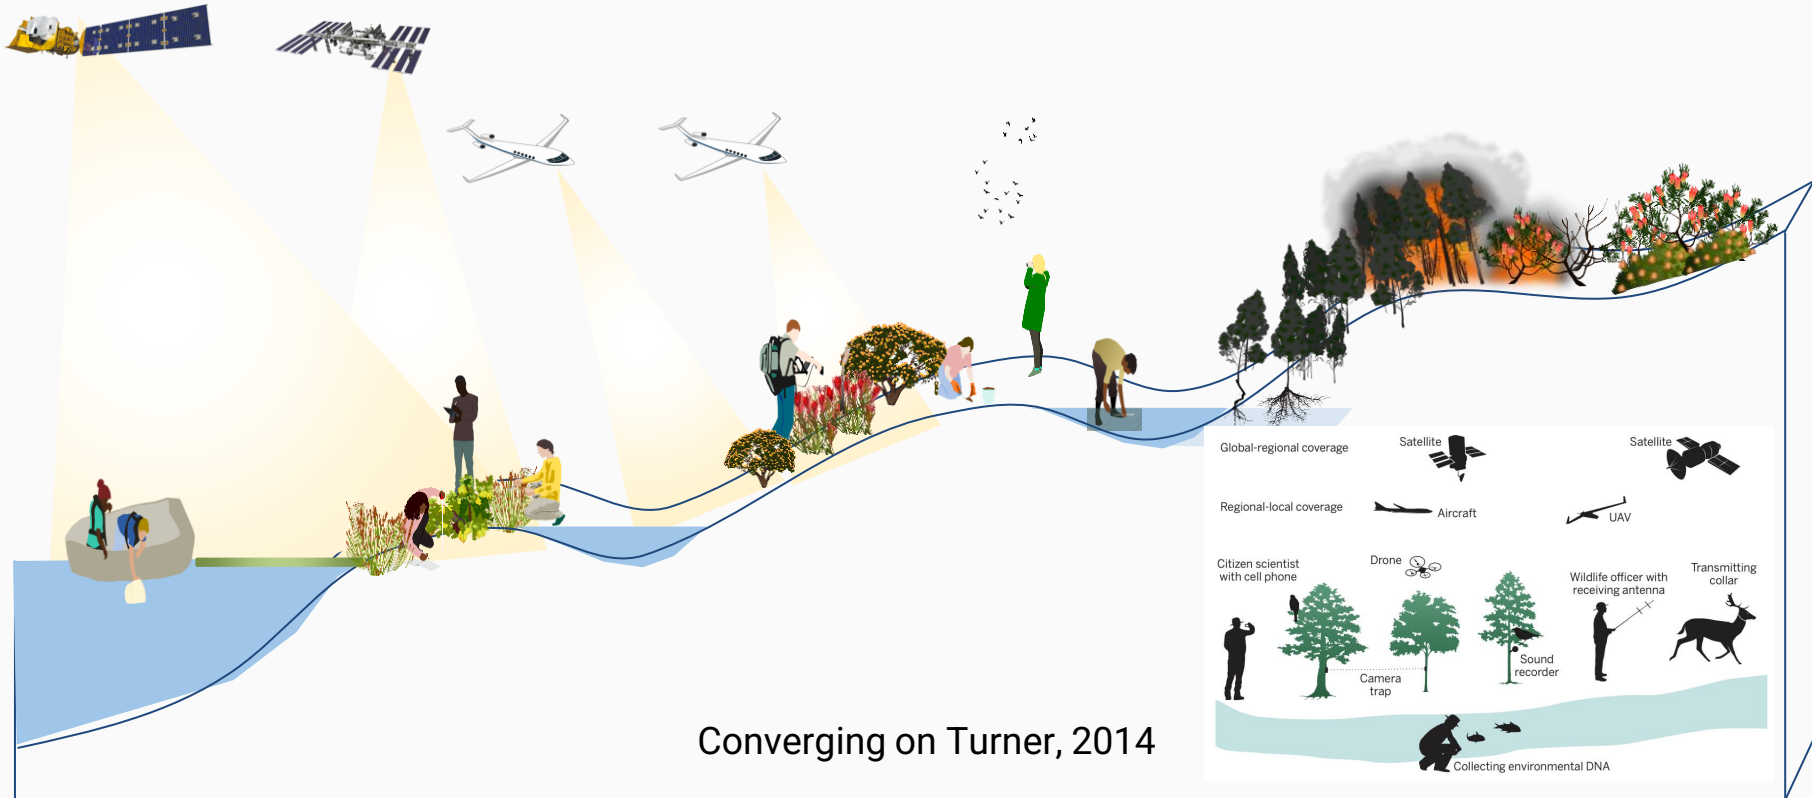 Global-regional coverage
Satellite
Satellite
Regional-local coverage
Aircraft
UAV
Citizen scientist
with cell phone
Drone
Wildlife officer with
receiving antenna
Transmitting
collar
Sound
recorder
Camera
trap
Collecting environmental DNA
Converging on Turner, 2014